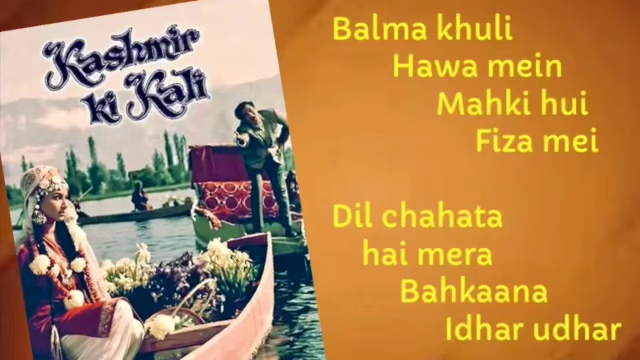 Kashmir
ki Kali
Balma khuli
Hawa mein
Mahki hui
Fiza mei
Dil chahata
hai mera
Bahkaana
Idhar udhar